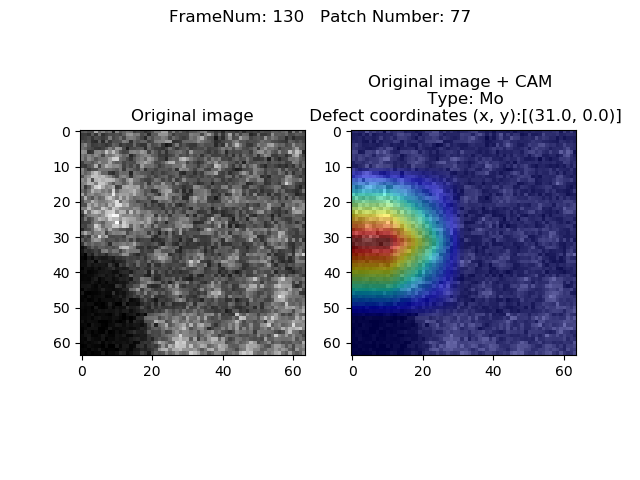 FrameNum: 130   Patch Number: 77
Original image
Original image + CAM
Type: Mo
Defect coordinates (x, y):[(31.0, 0.0)]
0
10
20
30
40
50
60
0 20 40 60
0
10
20
30
40
50
60
0 20 40 60